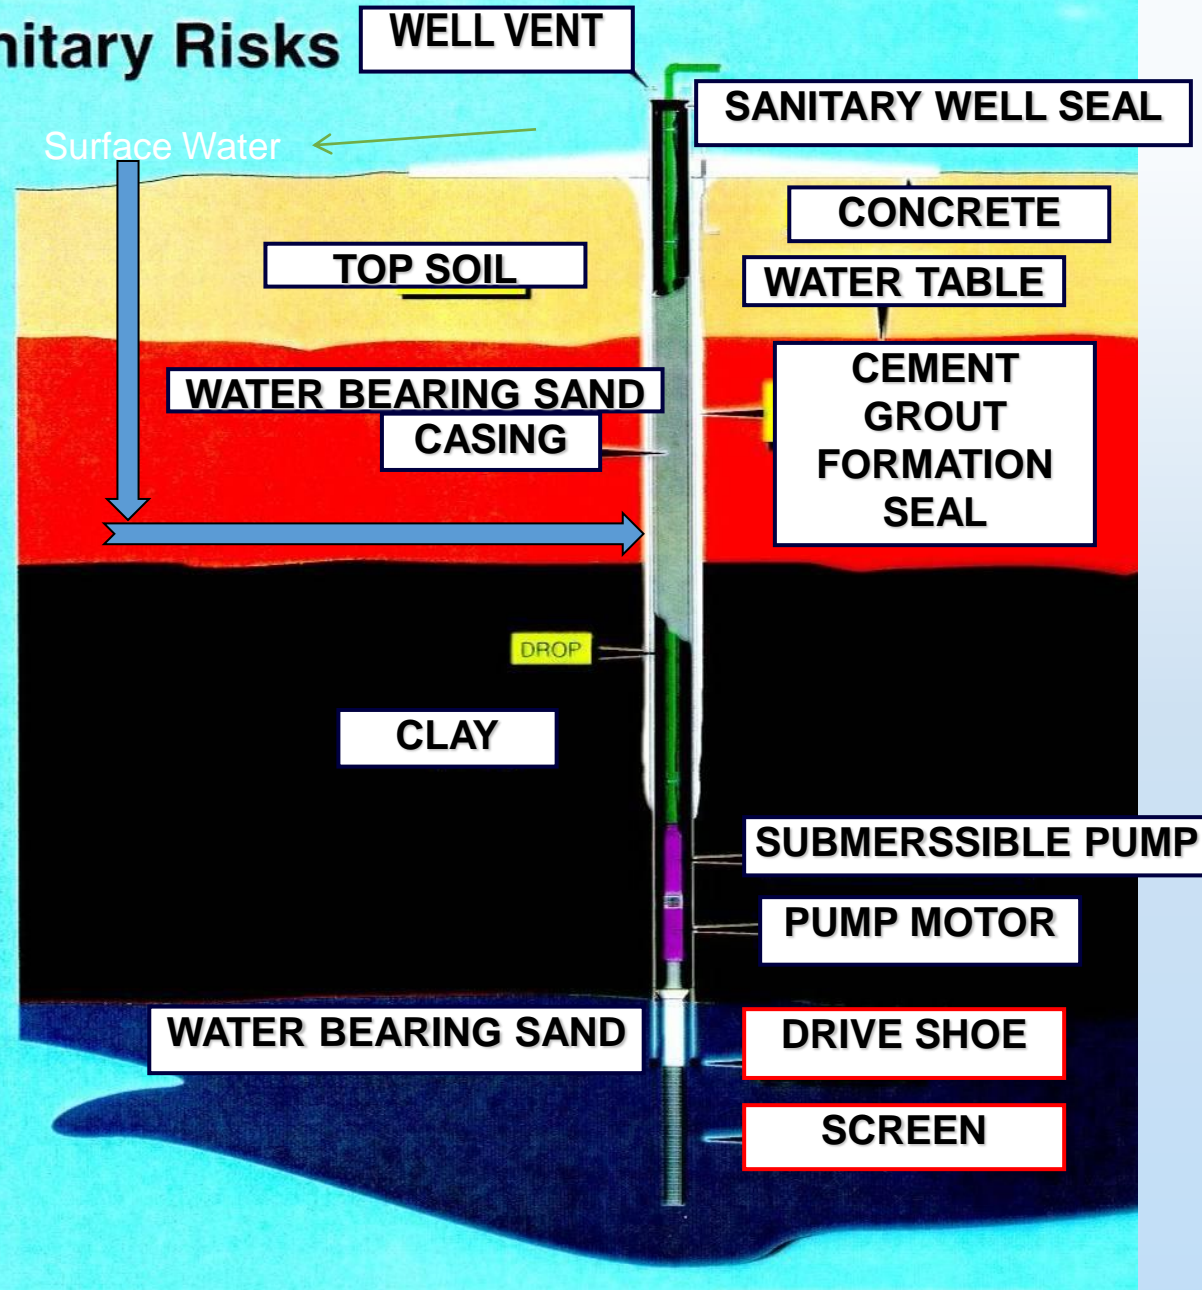 nitary Risks
WELL VENT
SANITARY WELL SEAL
Surface Water
CONCRETE
TOP SOIL
WATER TABLE
WATER BEARING SAND
CASING
CEMENT
GROUT
FORMATION
SEAL
DROP
CLAY
SUBMERSSIBLE PUMP
PUMP MOTOR
WATER BEARING SAND
DRIVE SHOE
SCREEN